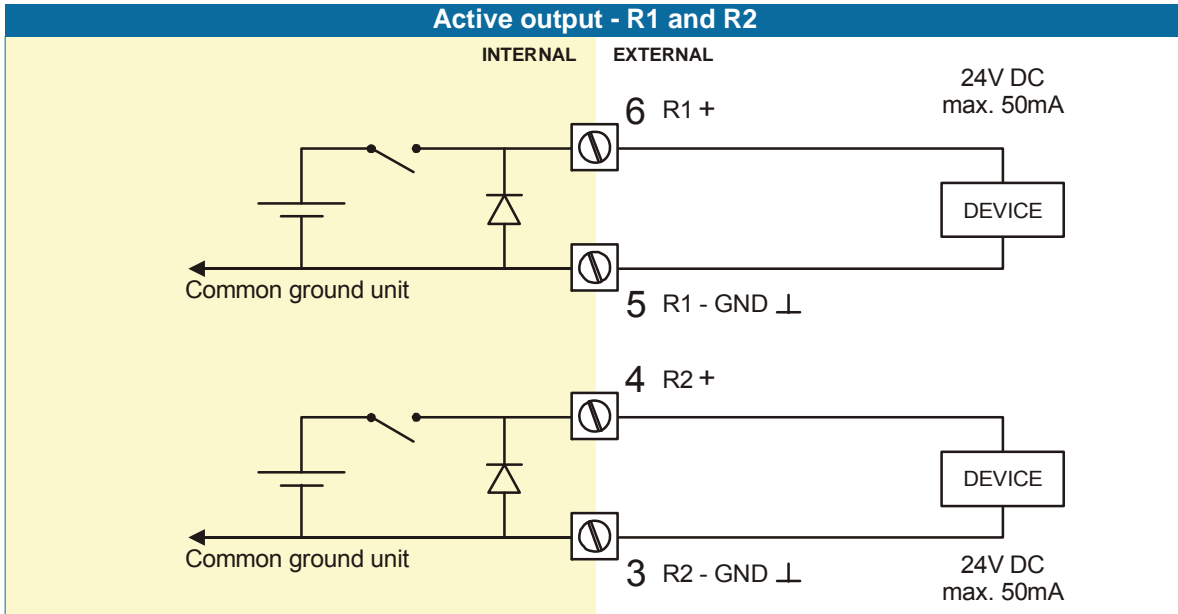 Active output - R1 and R2
INTERNAL EXTERNAL
24V DC
max. 50mA
6 R1 +
DEVICE
Common ground unit
5 R1 - GND ⊥
4 R2 +
DEVICE
Common ground unit
3 R2 - GND ⊥
24V DC
max. 50mA